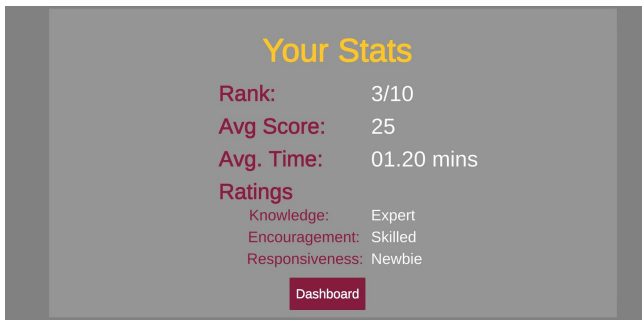 Your Stats
Rank: 3/10
Avg Score: 25
Avg. Time: 01.20 mins
Ratings
Knowledge: Expert
Encouragement: Skilled
Responsiveness: Newbie
Dashboard